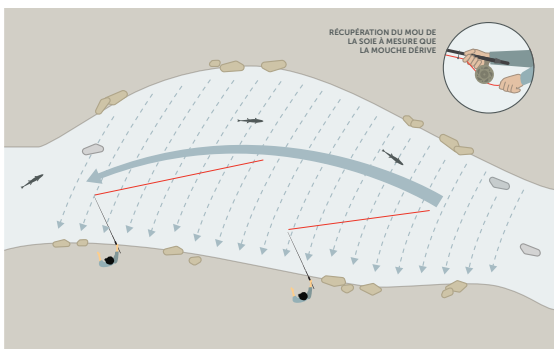 RÉCUPÉRATION DU MOU DE
LA SOIE À MESURE QUE
LA MOUCHE DÉRIVE